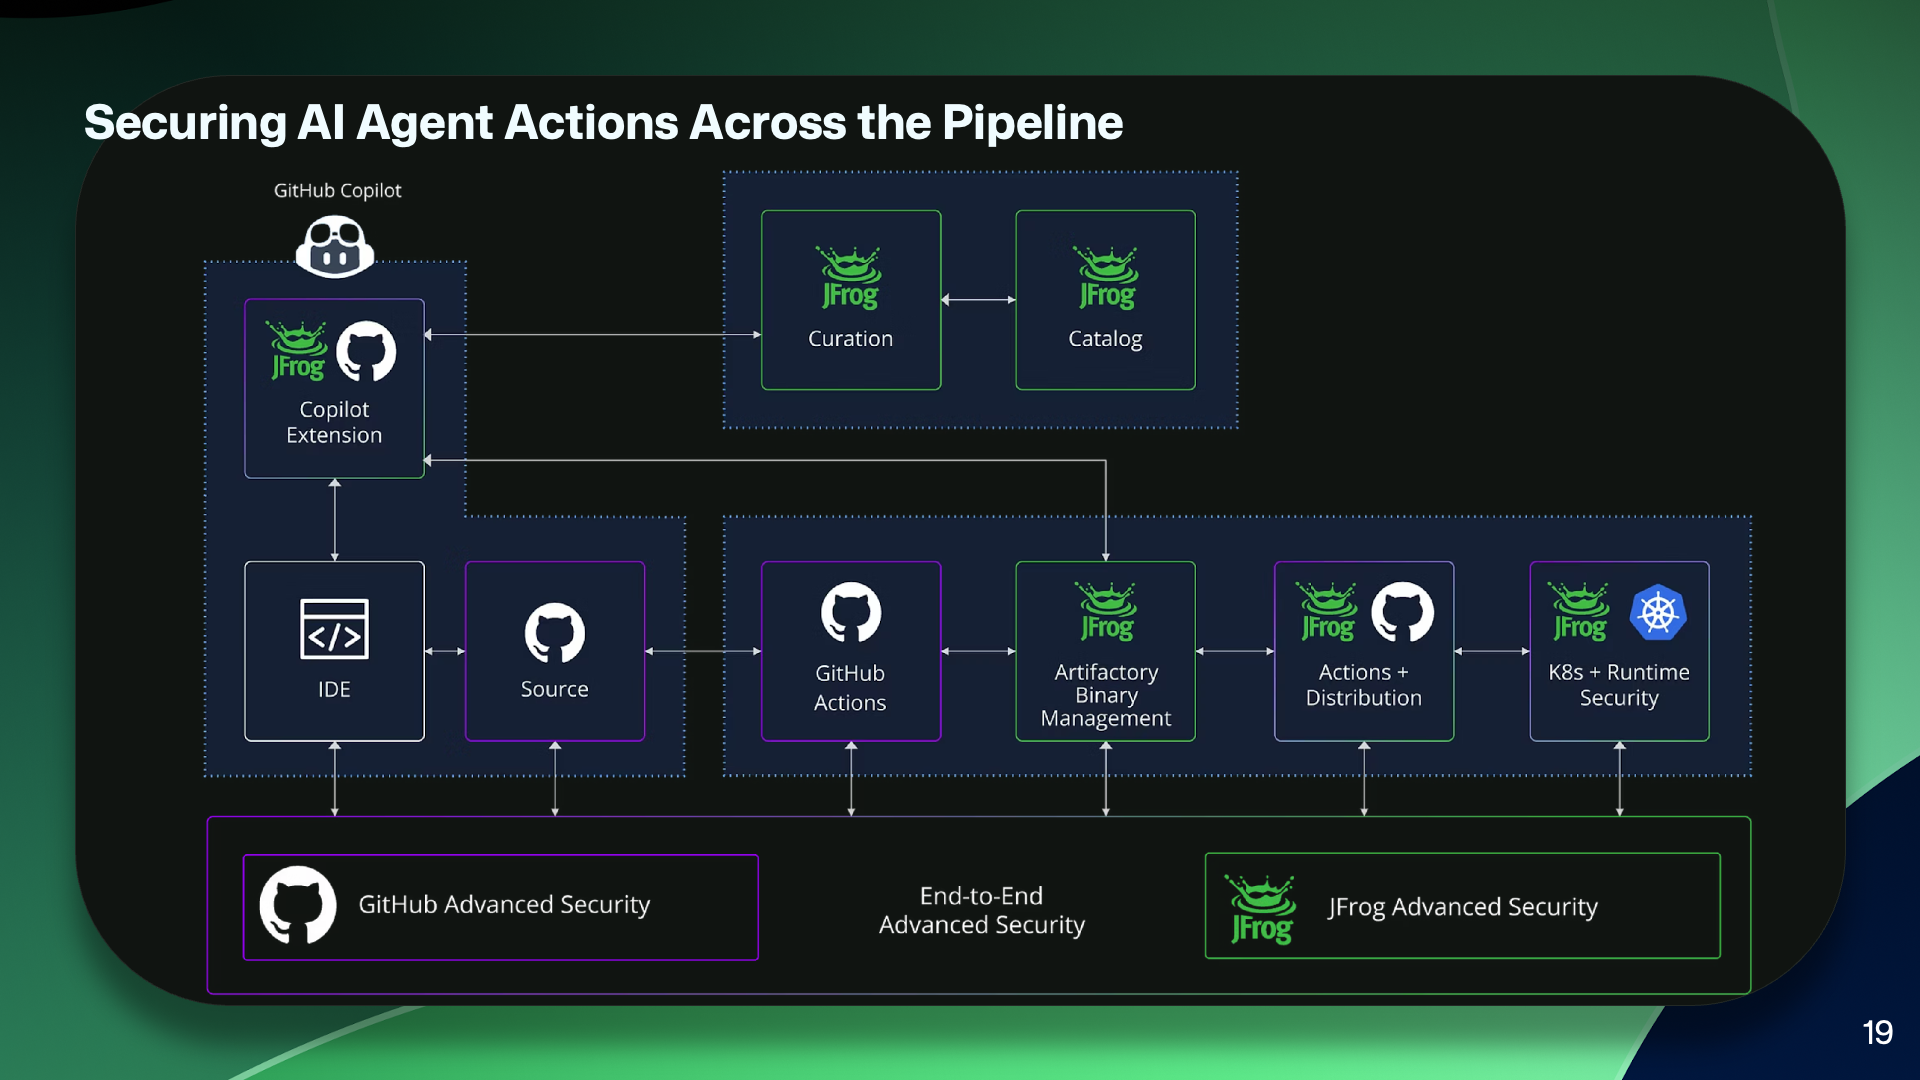 Securing AI Agent Actions Across the Pipeline
GitHub Copilot
JFrog
Copilot
Extension
JFrog
Curation
JFrog
Catalog
IDE
Source
GitHub
Actions
JFrog
Artifactory
Binary
Management
JFrog
Actions +
Distribution
JFrog
K8s + Runtime
Security
GitHub Advanced Security
End-to-End
Advanced Security
JFrog
JFrog Advanced Security
19